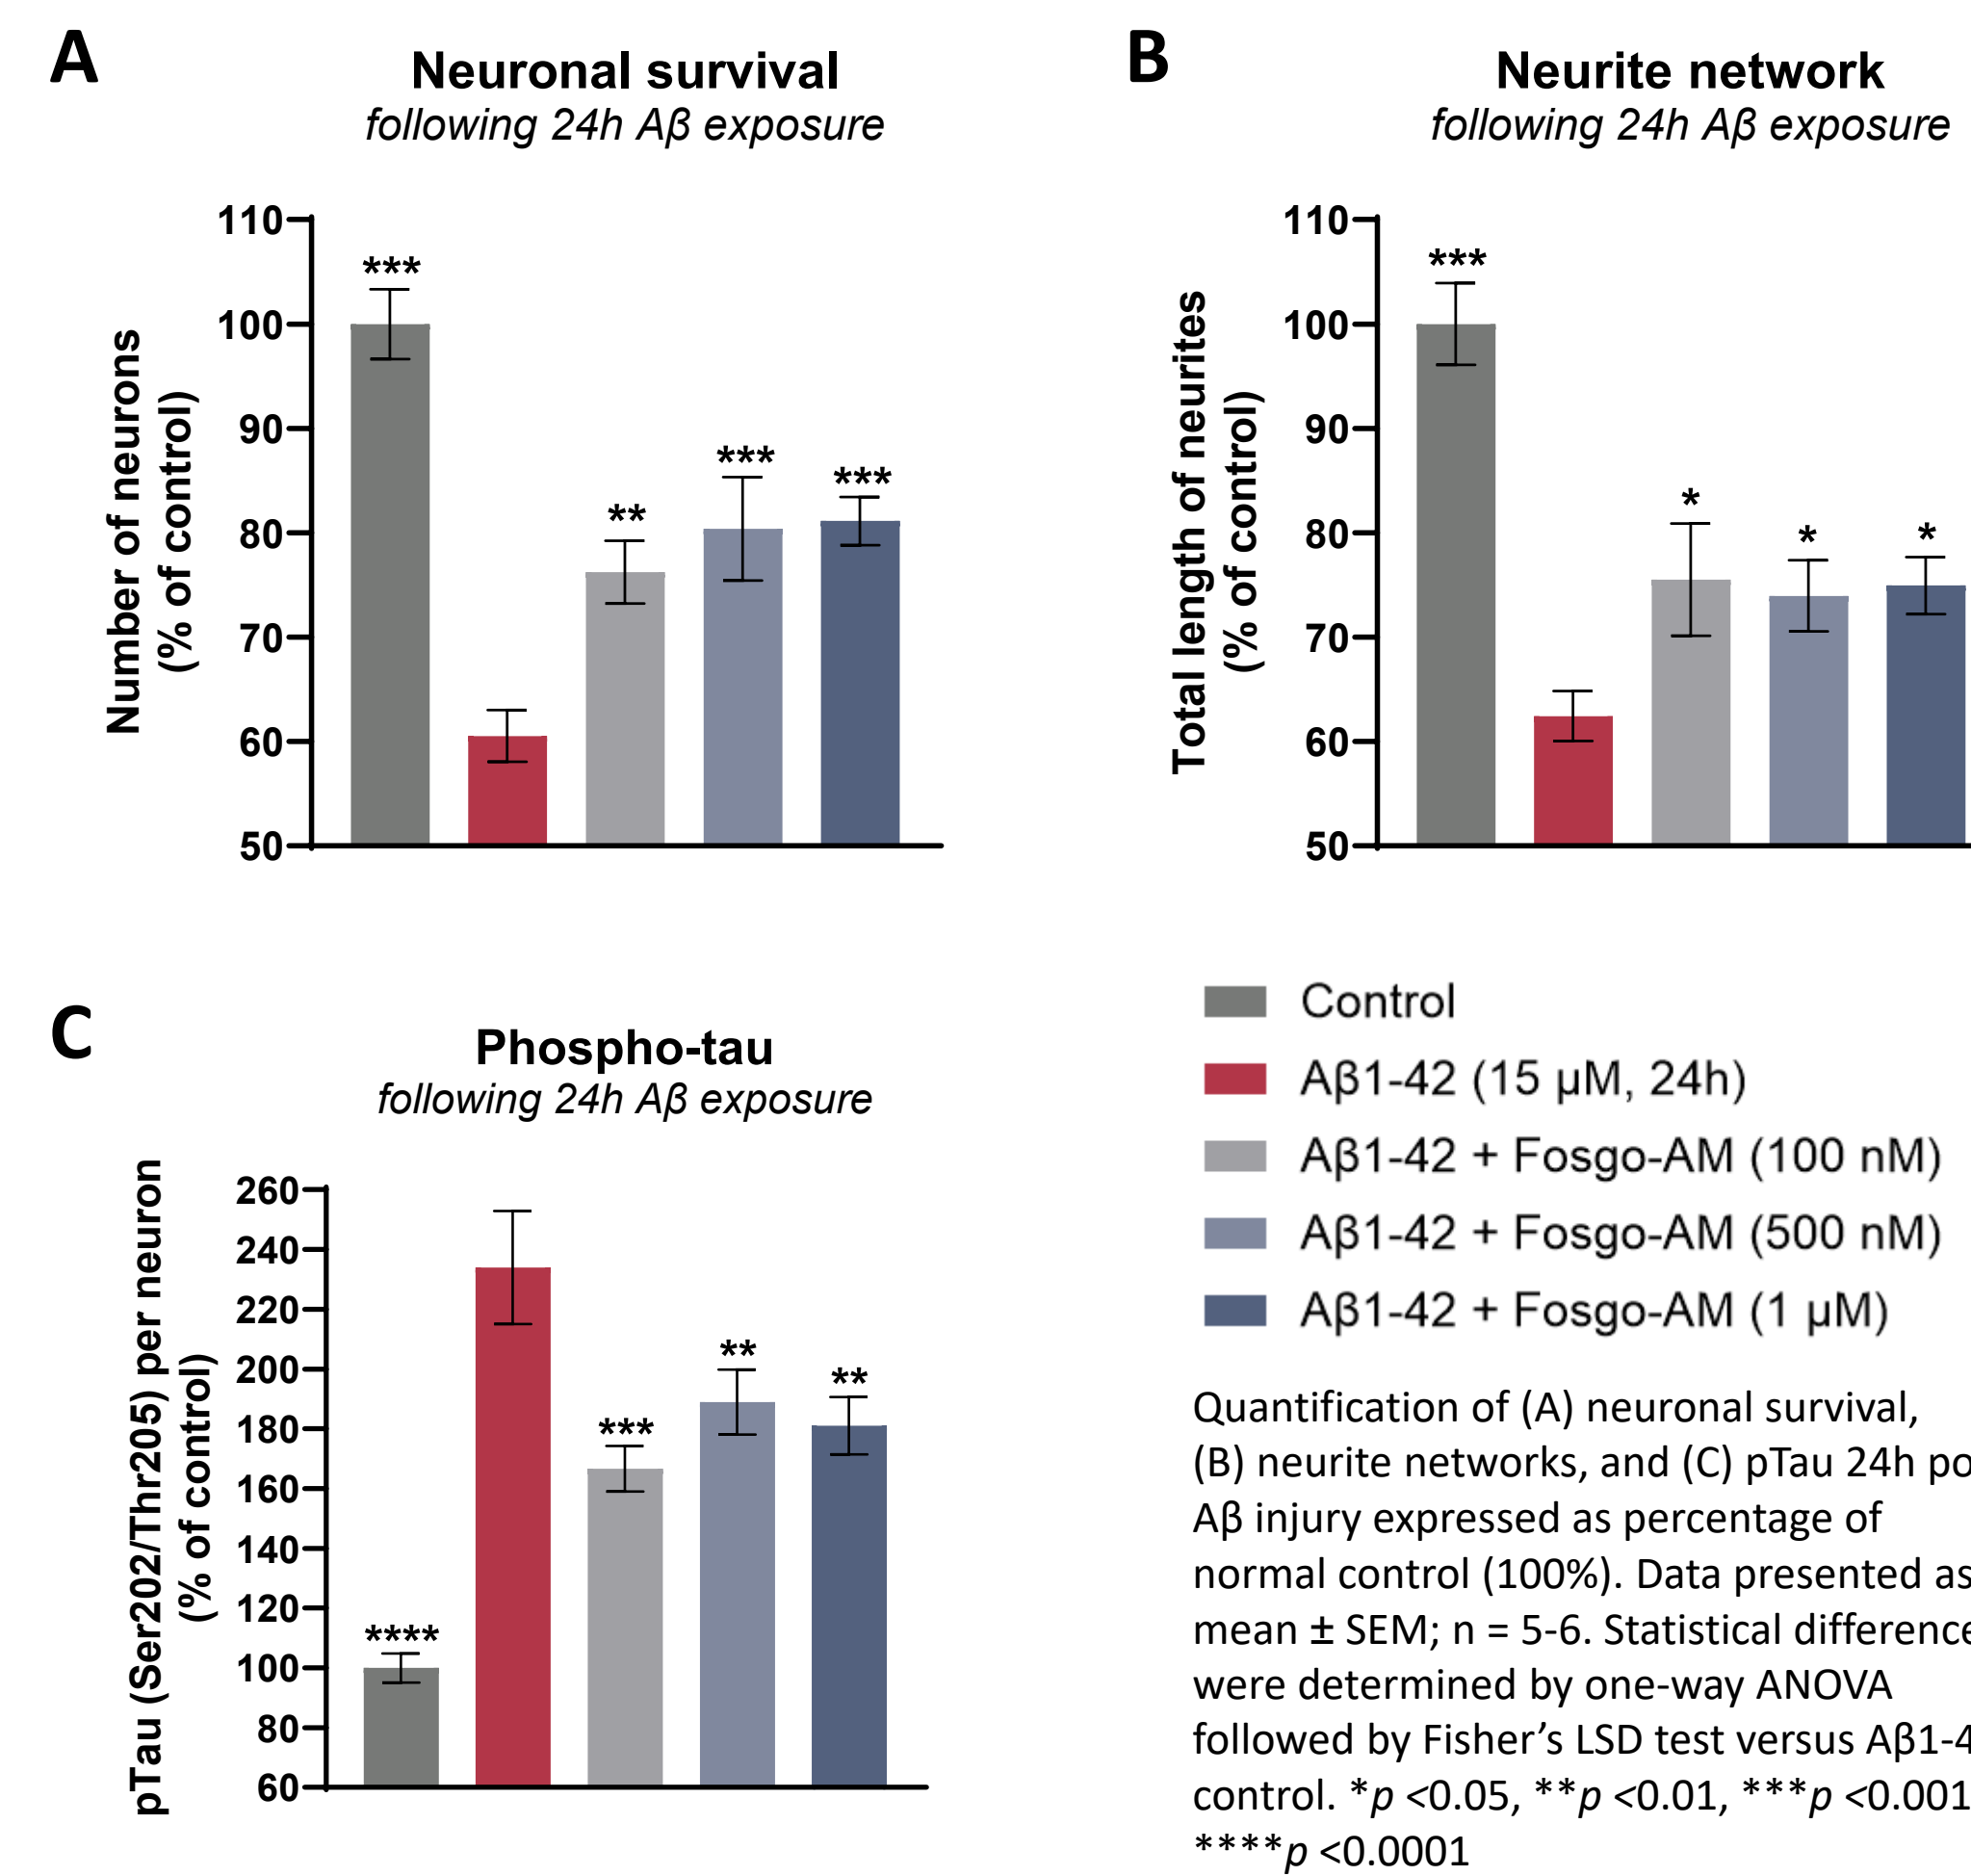 A
Neuronal survival
following 24h Aβ exposure
Number of neurons
(% of control)
110
100
90
80
70
60
50
***
**
***
***
B
Neurite network
following 24h Aβ exposure
Total length of neurites
(% of control)
110
100
90
80
70
60
50
***
*
*
*
C
Phospho-tau
following 24h Aβ exposure
pTau (Ser202/Thr205) per neuron
(% of control)
260
240
220
200
180
160
140
120
100
80
60
****
***
**
**
Control
Aβ1-42 (15 µM, 24h)
Aβ1-42 + Fosgo-AM (100 nM)
Aβ1-42 + Fosgo-AM (500 nM)
Aβ1-42 + Fosgo-AM (1 µM)
Quantification of (A) neuronal survival,
(B) neurite networks, and (C) pTau 24h
Aβ injury expressed as percentage of
normal control (100%). Data presented as
mean ± SEM; n = 5-6. Statistical
were determined by one-way ANOVA
followed by Fisher’s LSD test versus
control. *p <0.05, **p <0.01, ***p <0.001
****p <0.0001